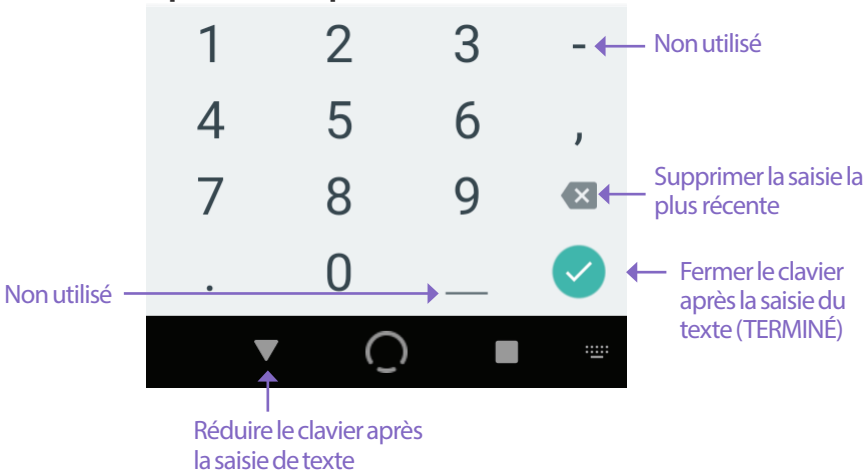 1 2 3 - Non utilisé
4 5 6 ,
7 8 9 Supprimer la saisie la
plus récente
. 0 Fermer le clavier
après la saisie du
texte (TERMINÉ)
Non utilisé
Réduire le clavier après
la saisie de texte